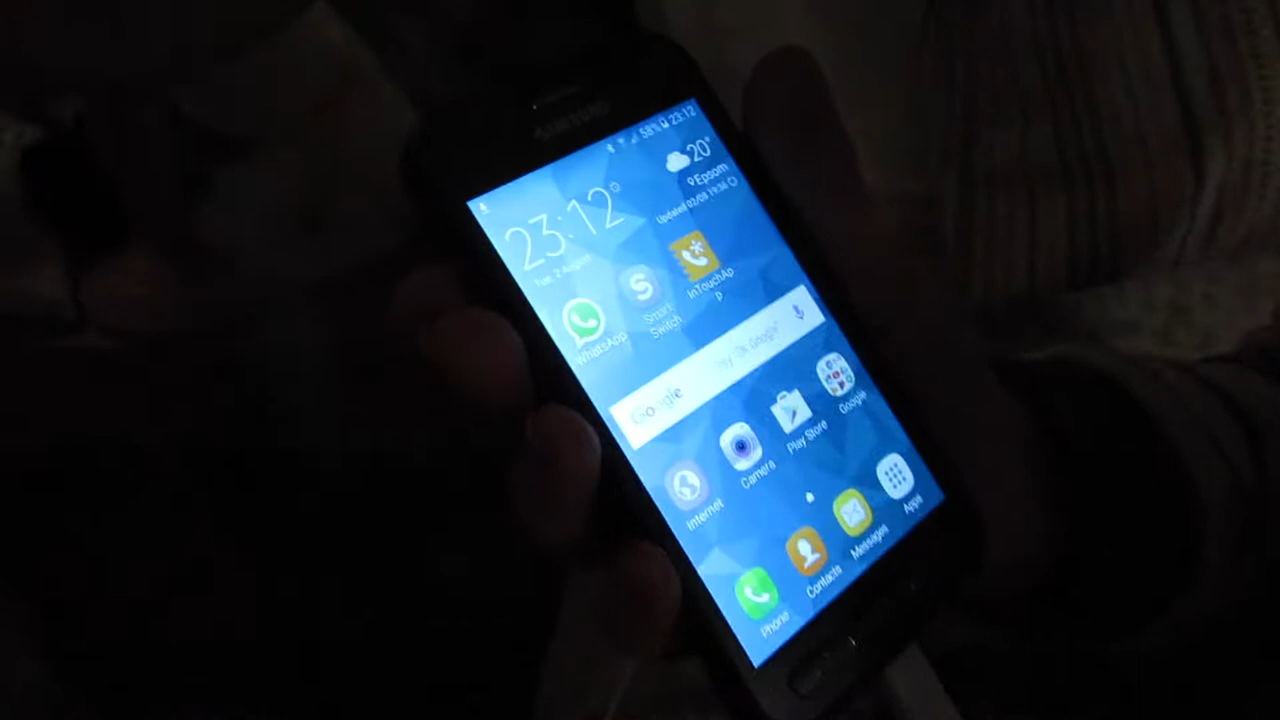 SAMSUNG
58% 23:12
23:12
Tue, 2 August
20°
Epsom
Updated 02/08 19:36
WhatsApp
Smart
Switch
InTouchAp
p
Google
Say "Ok Google"
Internet
Camera
Play Store
Google
Phone
Contacts
Messages
Apps